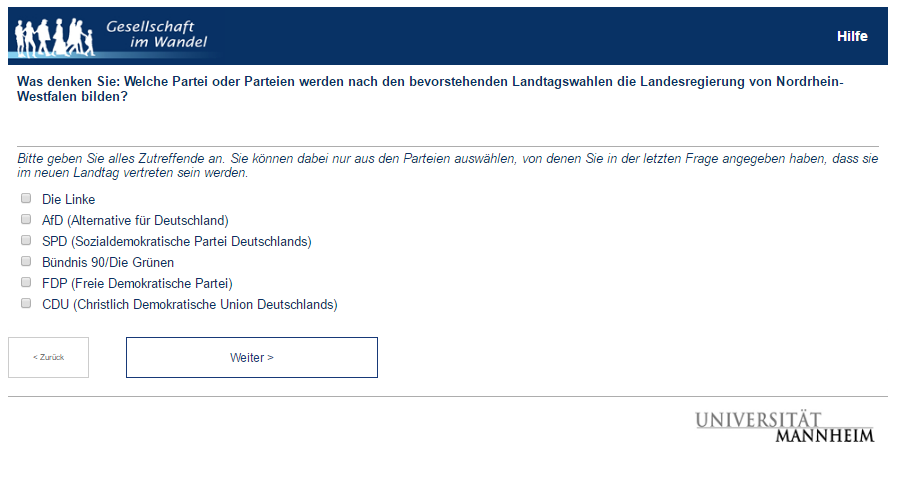 Gesellschaft
im Wandel
Hilfe
Was denken Sie: Welche Partei oder Parteien werden nach den bevorstehenden Landtagswahlen die Landesregierung von Nordrhein-
Westfalen bilden?
Bitte geben Sie alles Zutreffende an. Sie können dabei nur aus den Parteien auswählen, von denen Sie in der letzten Frage angegeben haben, dass sie
im neuen Landtag vertreten sein werden.
Die Linke
AfD (Alternative für Deutschland)
SPD (Sozialdemokratische Partei Deutschlands)
Bündnis 90/Die Grünen
FDP (Freie Demokratische Partei)
CDU (Christlich Demokratische Union Deutschlands)
< Zurück
Weiter >
UNIVERSITÄT
MANNHEIM